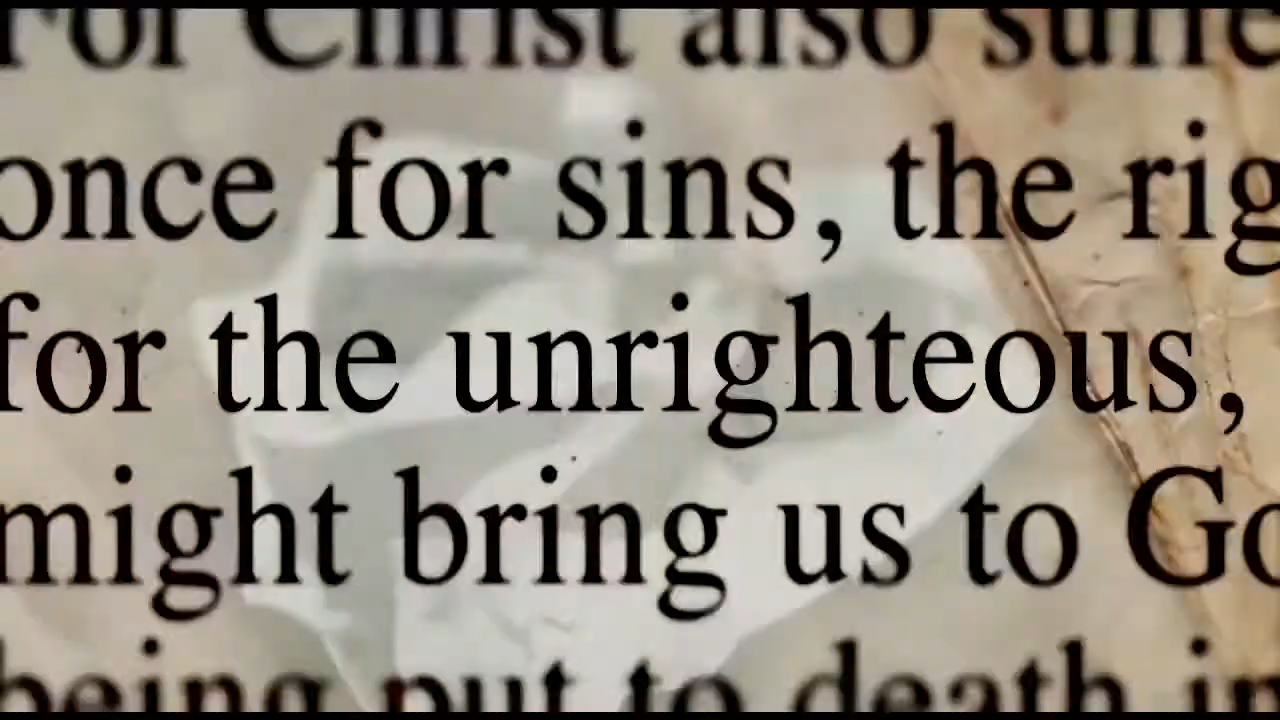 For Christ also suffe
once for sins, the rig
for the unrighteous,
might bring us to Go
being put to death in